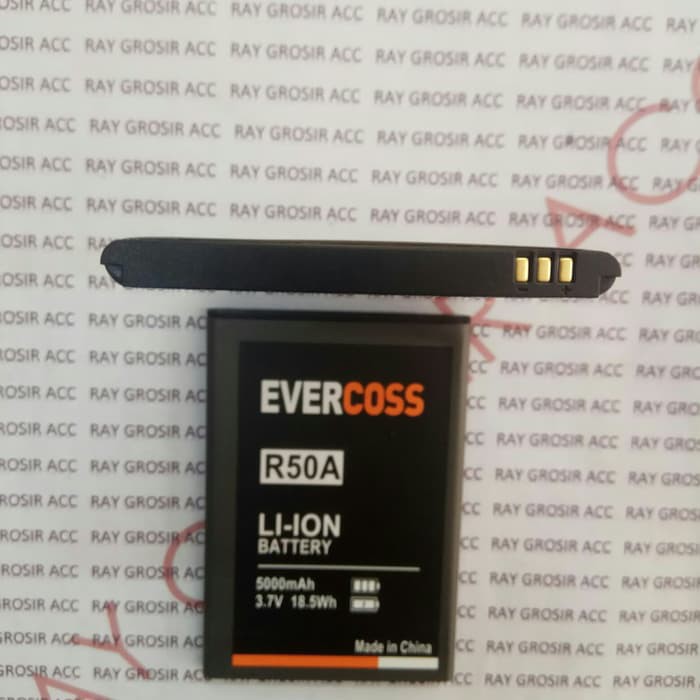 RAY GROSIR ACC
EVERCOSS
R50A
LI-ION
BATTERY
5000mAh
3.7V 18.5Wh
Made in China